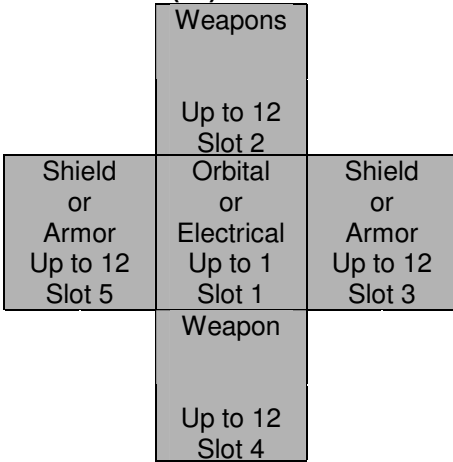 Weapons
Up to 12
Slot 2
Shield
or
Armor
Up to 12
Slot 5
Orbital
or
Electrical
Up to 1
Slot 1
Shield
or
Armor
Up to 12
Slot 3
Weapon
Up to 12
Slot 4